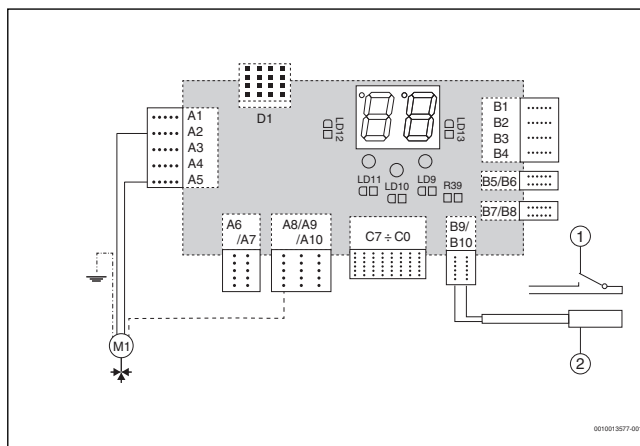 D1
88
LD12
LD13
A1
A2
A3
A4
A5
B1
B2
B3
B4
LD11
LD10
LD9
R39
B5/B6
B7/B8
A6
/A7
A8/A9
/A10
C7 ÷ C0
B9/
B10
1
2
M1
0010013577-001